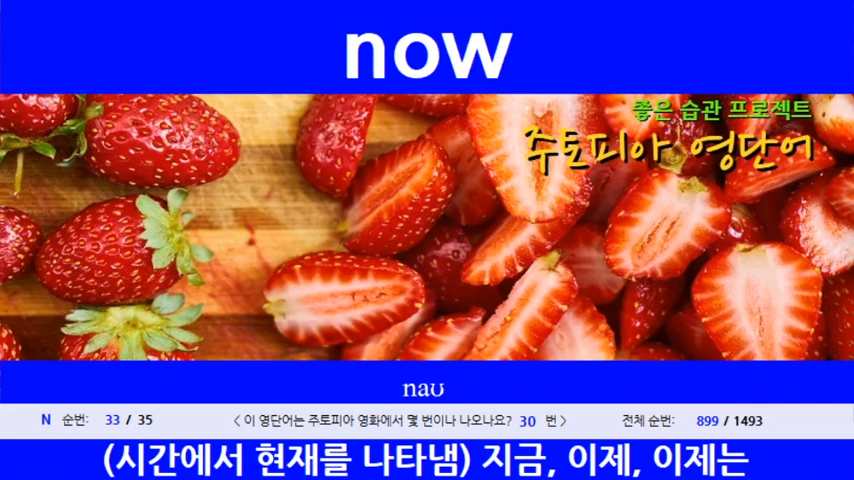 now
좋은 습관 프로젝트
주토피아 영단어
naʊ
N 순번: 33 / 35 < 이 영단어는 주토피아 영화에서 몇 번이나 나오나요? 30 번 > 전체 순번: 899 / 1493
(시간에서 현재를 나타냄) 지금, 이제, 이제는